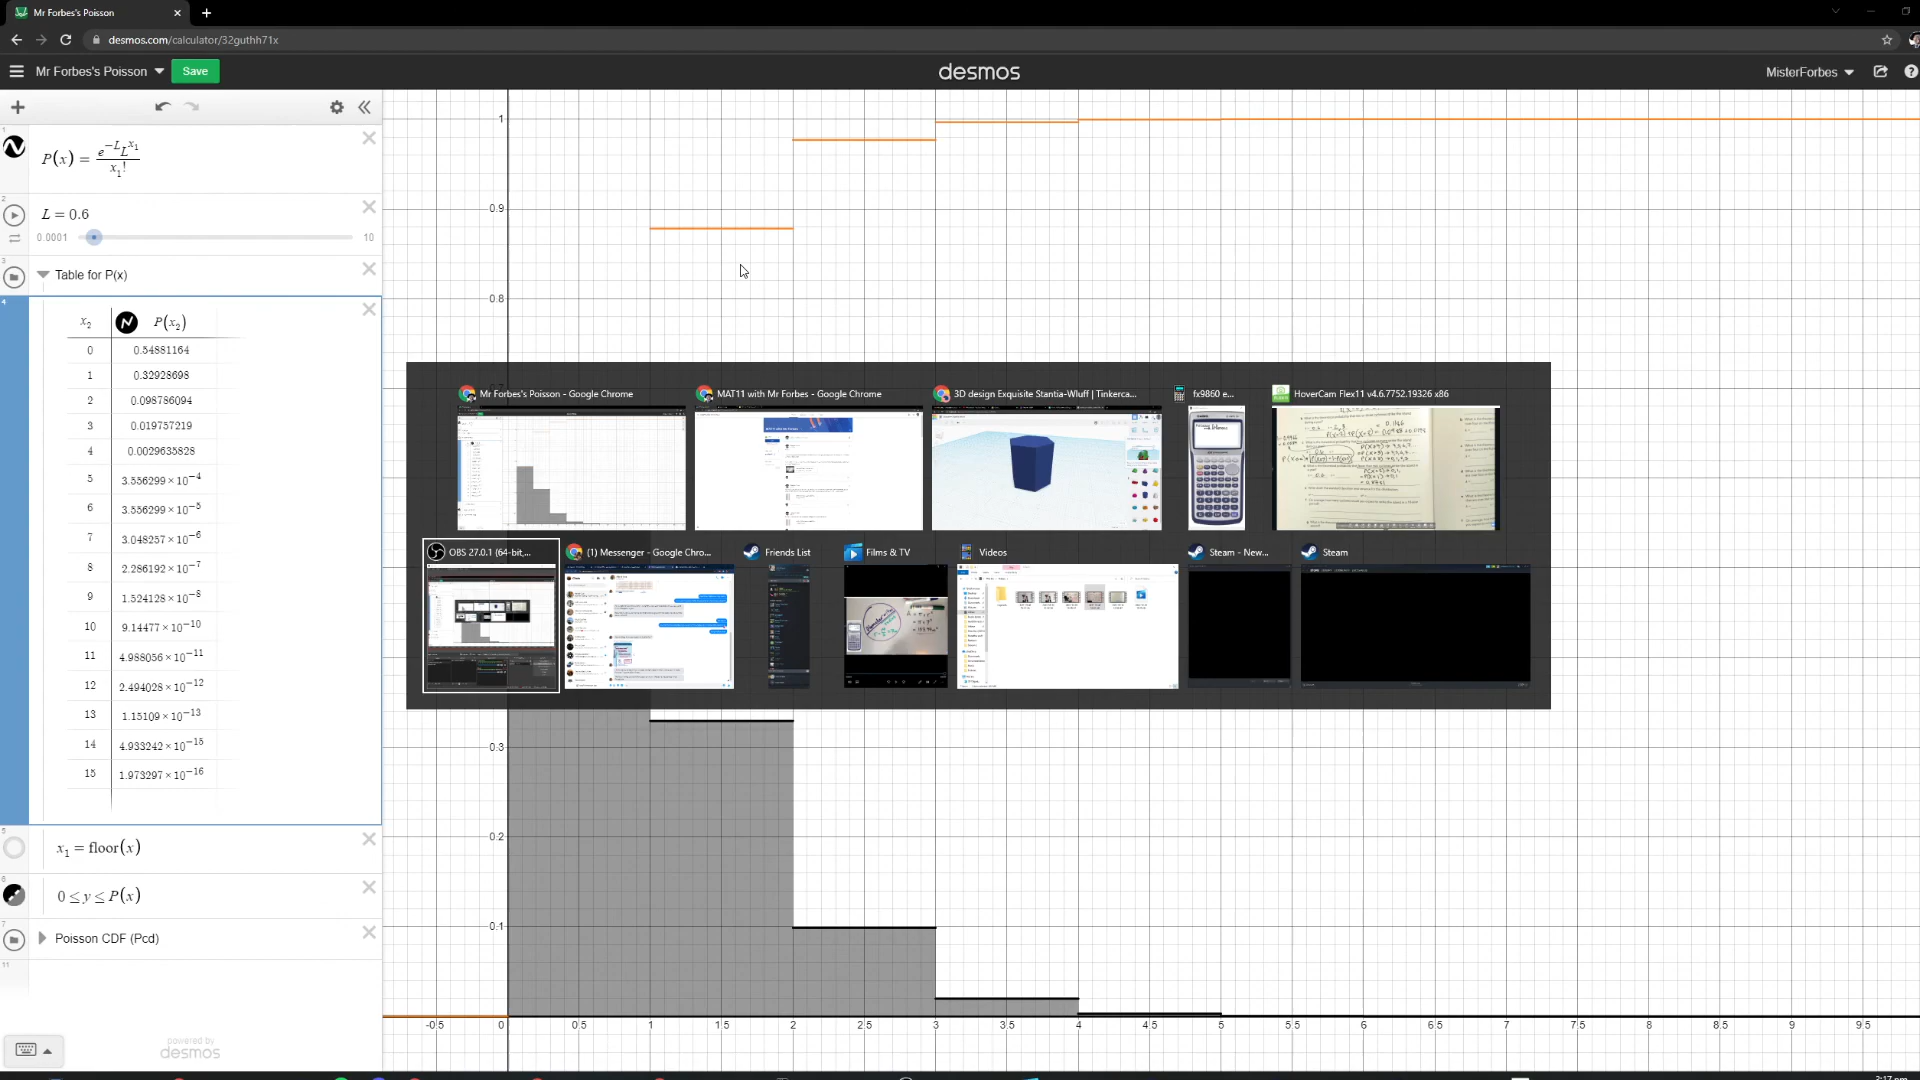 Mr Forbes's Poisson
desmos.com/calculator/32guthh71x
Mr Forbes's Poisson
Save
desmos
MisterForbes
1
P(x) = e^{-L}L^{x_1} / x_1!
2
L = 0.6
0.0001
10
3
Table for P(x)
4
x_2 P(x_2)
0 0.54881164
1 0.32928698
2 0.098786094
3 0.019757219
4 0.0029635828
5 3.556299 × 10^{-4}
6 3.556299 × 10^{-5}
7 3.048257 × 10^{-6}
8 2.286192 × 10^{-7}
9 1.524128 × 10^{-8}
10 9.14477 × 10^{-10}
11 4.988056 × 10^{-11}
12 2.494028 × 10^{-12}
13 1.15109 × 10^{-13}
14 4.933242 × 10^{-15}
15 1.973297 × 10^{-16}
5
x_1 = floor(x)
6
0 ≤ y ≤ P(x)
7
Poisson CDF (Pcd)
11
powered by
desmos
1
0.9
0.8
Mr Forbes's Poisson - Google Chrome
MAT11 with Mr Forbes - Google Chrome
3D design Exquisite Stantia-Wluff | Tinkerca...
fx9860 e...
HoverCam Flex11 v4.6.7752.19326 x86
OBS 27.0.1 (64-bit,...
(1) Messenger - Google Chro...
Friends List
Films & TV
Videos
Steam - New...
Steam
0.3
0.2
0.1
-0.5 0 0.5 1 1.5 2 2.5 3 3.5 4 4.5 5 5.5 6 6.5 7 7.5 8 8.5 9 9.5